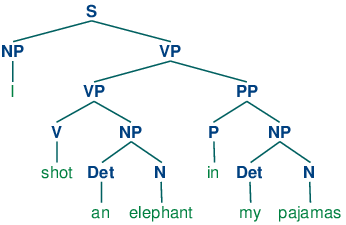 S
NP VP
I VP PP
V NP P NP
shot Det N in Det N
an elephant my pajamas